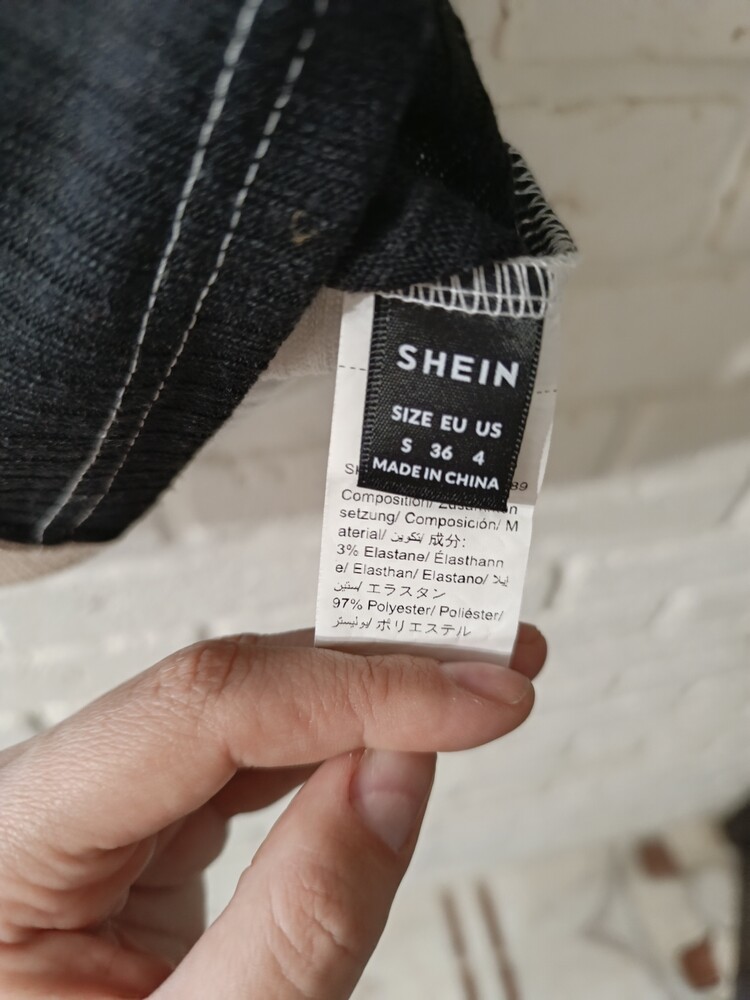 SHEIN
SIZE EU US
S 36 4
MADE IN CHINA
Composition/
setzung/ Composición/ M
aterial/ تكوين/ 成分:
3% Elastane/ Élasthann
e/ Elasthan/ Elastano/ إيلا
ستين/ エラスタン
97% Polyester/ Poliéster/
بوليستر/ ポリエステル